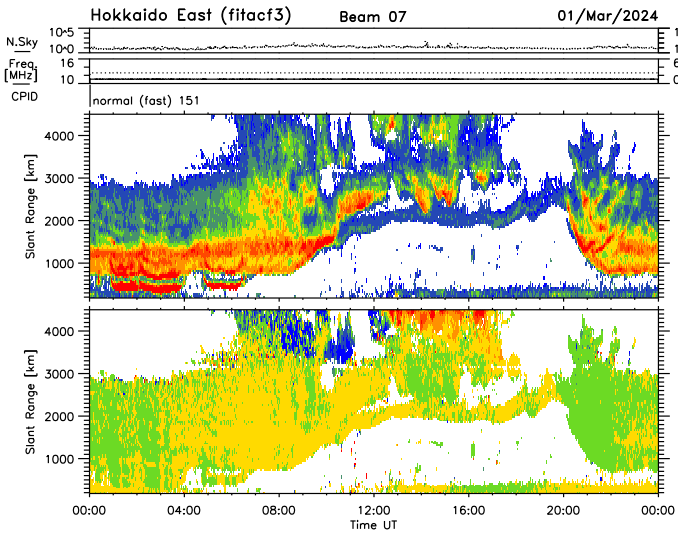 Hokkaido East (fitacf3) Beam 07 01/Mar/2024
N.Sky 10^5 10^0
Freq. [MHz] 16 10
CPID normal (fast) 151
Slant Range [km] 4000 3000 2000 1000
Slant Range [km] 4000 3000 2000 1000
00:00 04:00 08:00 12:00 16:00 20:00 00:00
Time UT